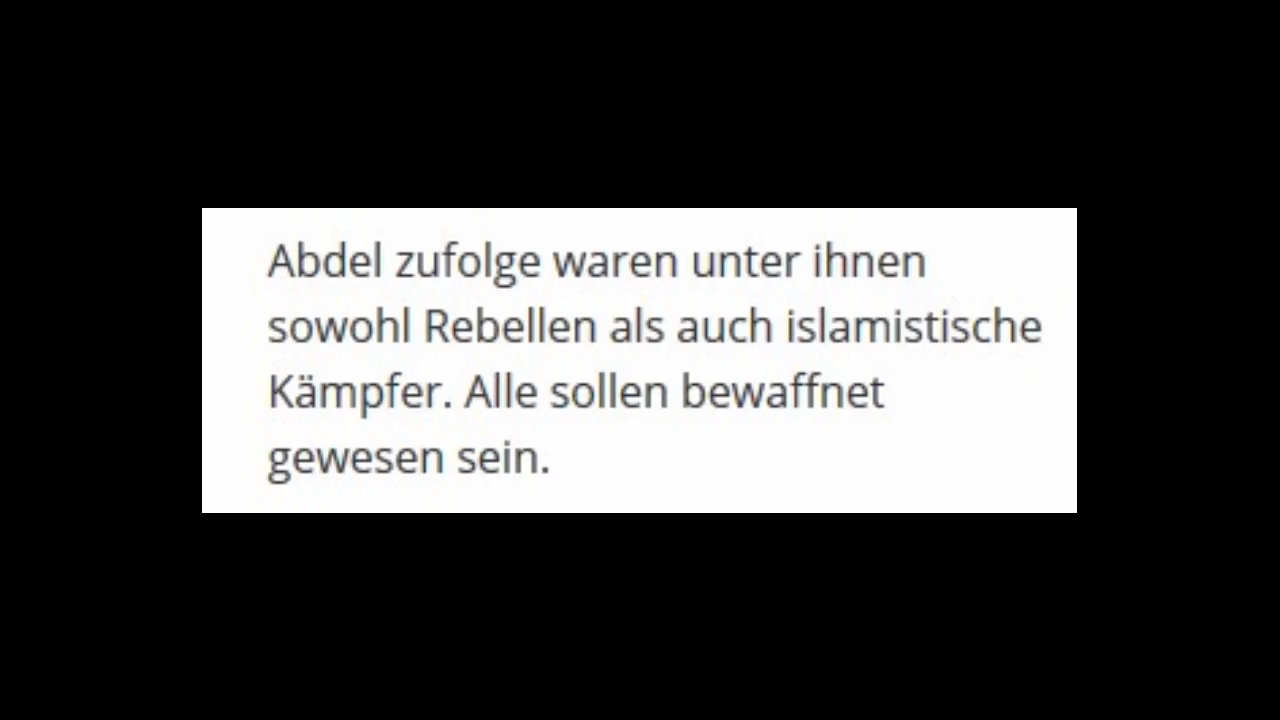 Abdel zufolge waren unter ihnen
sowohl Rebellen als auch islamistische
Kämpfer. Alle sollen bewaffnet
gewesen sein.